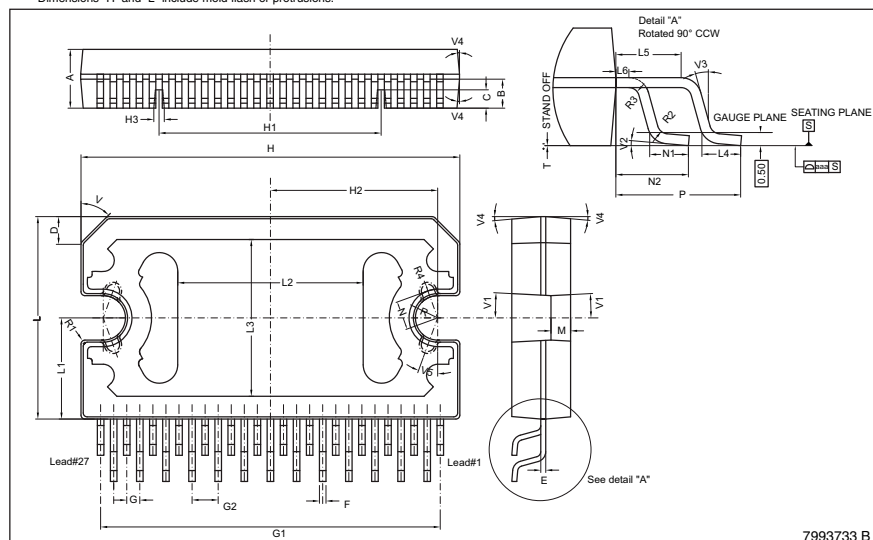 Dimensions "H" and "L" include mold flash or protrusions.
Detail "A"
Rotated 90° CCW
L5
V4
V3
A
L6
B
C
STAND OFF
R3
R2
GAUGE PLANE
SEATING PLANE
S
V4
H3
H1
V2
N1
L4
T
0.50
aaa S
N2
P
H
H2
V
V4
V4
D
R4
L2
L
N
R
V1
V1
R1
L3
M
L1
V5
Lead#27
Lead#1
See detail "A"
E
G
G2
F
G1
7993733 B